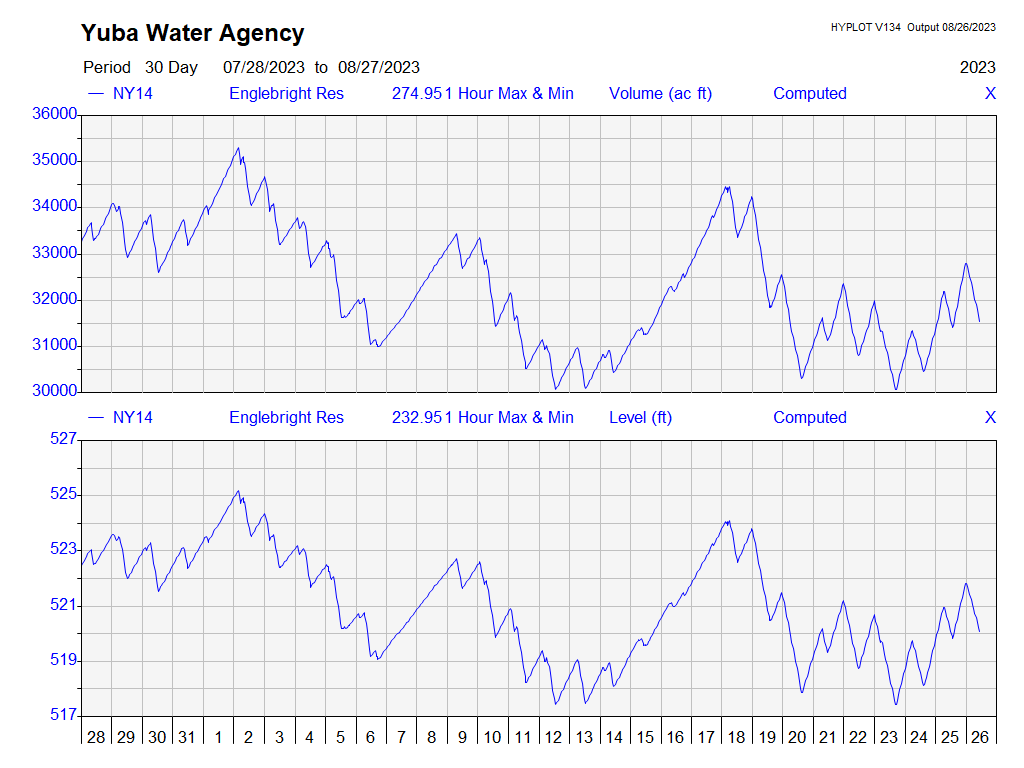 Yuba Water Agency
HYPLOT V134 Output 08/26/2023
Period 30 Day 07/28/2023 to 08/27/2023 2023
NY14 Englebright Res 274.951 Hour Max & Min Volume (ac ft) Computed X
36000
35000
34000
33000
32000
31000
30000
NY14 Englebright Res 232.951 Hour Max & Min Level (ft) Computed X
527
525
523
521
519
517
28 29 30 31 1 2 3 4 5 6 7 8 9 10 11 12 13 14 15 16 17 18 19 20 21 22 23 24 25 26